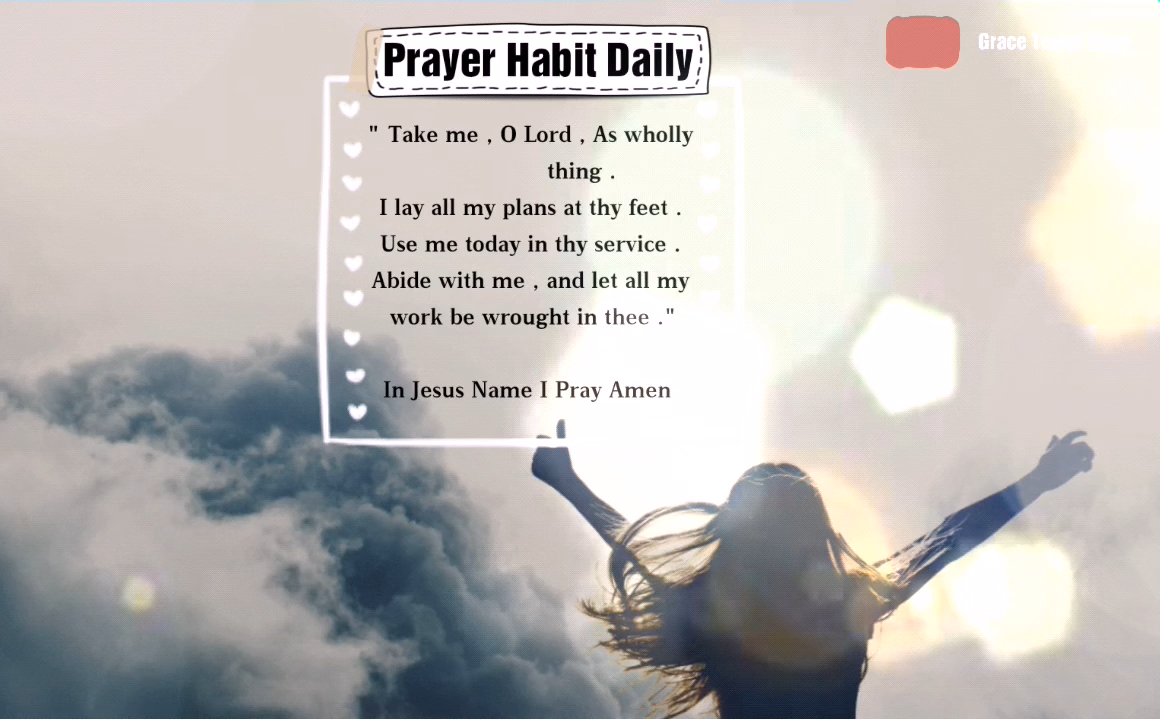 Prayer Habit Daily
Grace
" Take me , O Lord , As wholly
thing .
I lay all my plans at thy feet .
Use me today in thy service .
Abide with me , and let all my
work be wrought in thee ."
In Jesus Name I Pray Amen